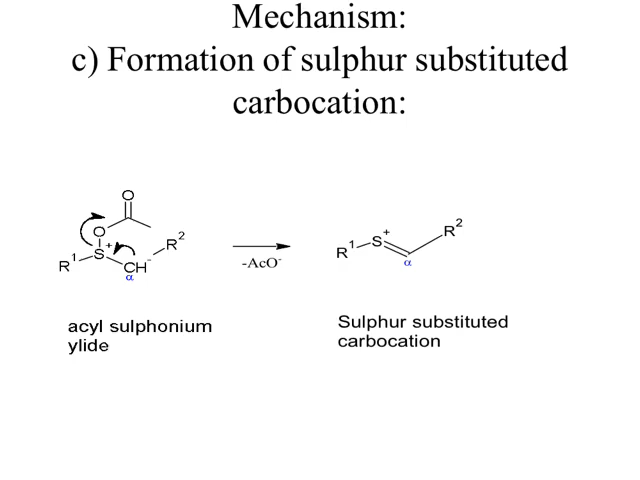 Mechanism:
c) Formation of sulphur substituted
carbocation:
O
O
S+
R1
CH-
α
R2
-AcO-
R1
S+
α
R2
acyl sulphonium
ylide
Sulphur substituted
carbocation